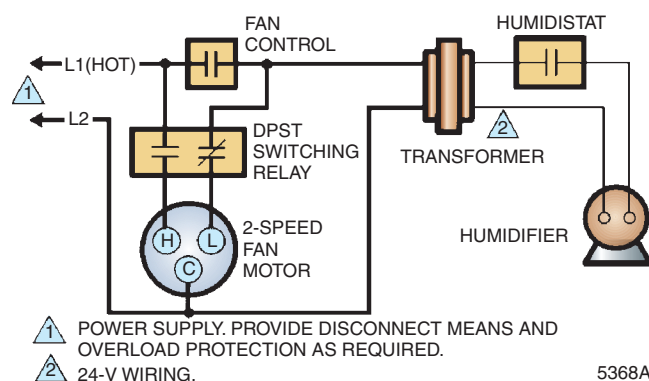 FAN
CONTROL
HUMIDISTAT
L1(HOT)
1
L2
DPST
SWITCHING
RELAY
2
TRANSFORMER
H
L
C
2-SPEED
FAN
MOTOR
HUMIDIFIER
1 POWER SUPPLY. PROVIDE DISCONNECT MEANS AND
OVERLOAD PROTECTION AS REQUIRED.
2 24-V WIRING.
5368A